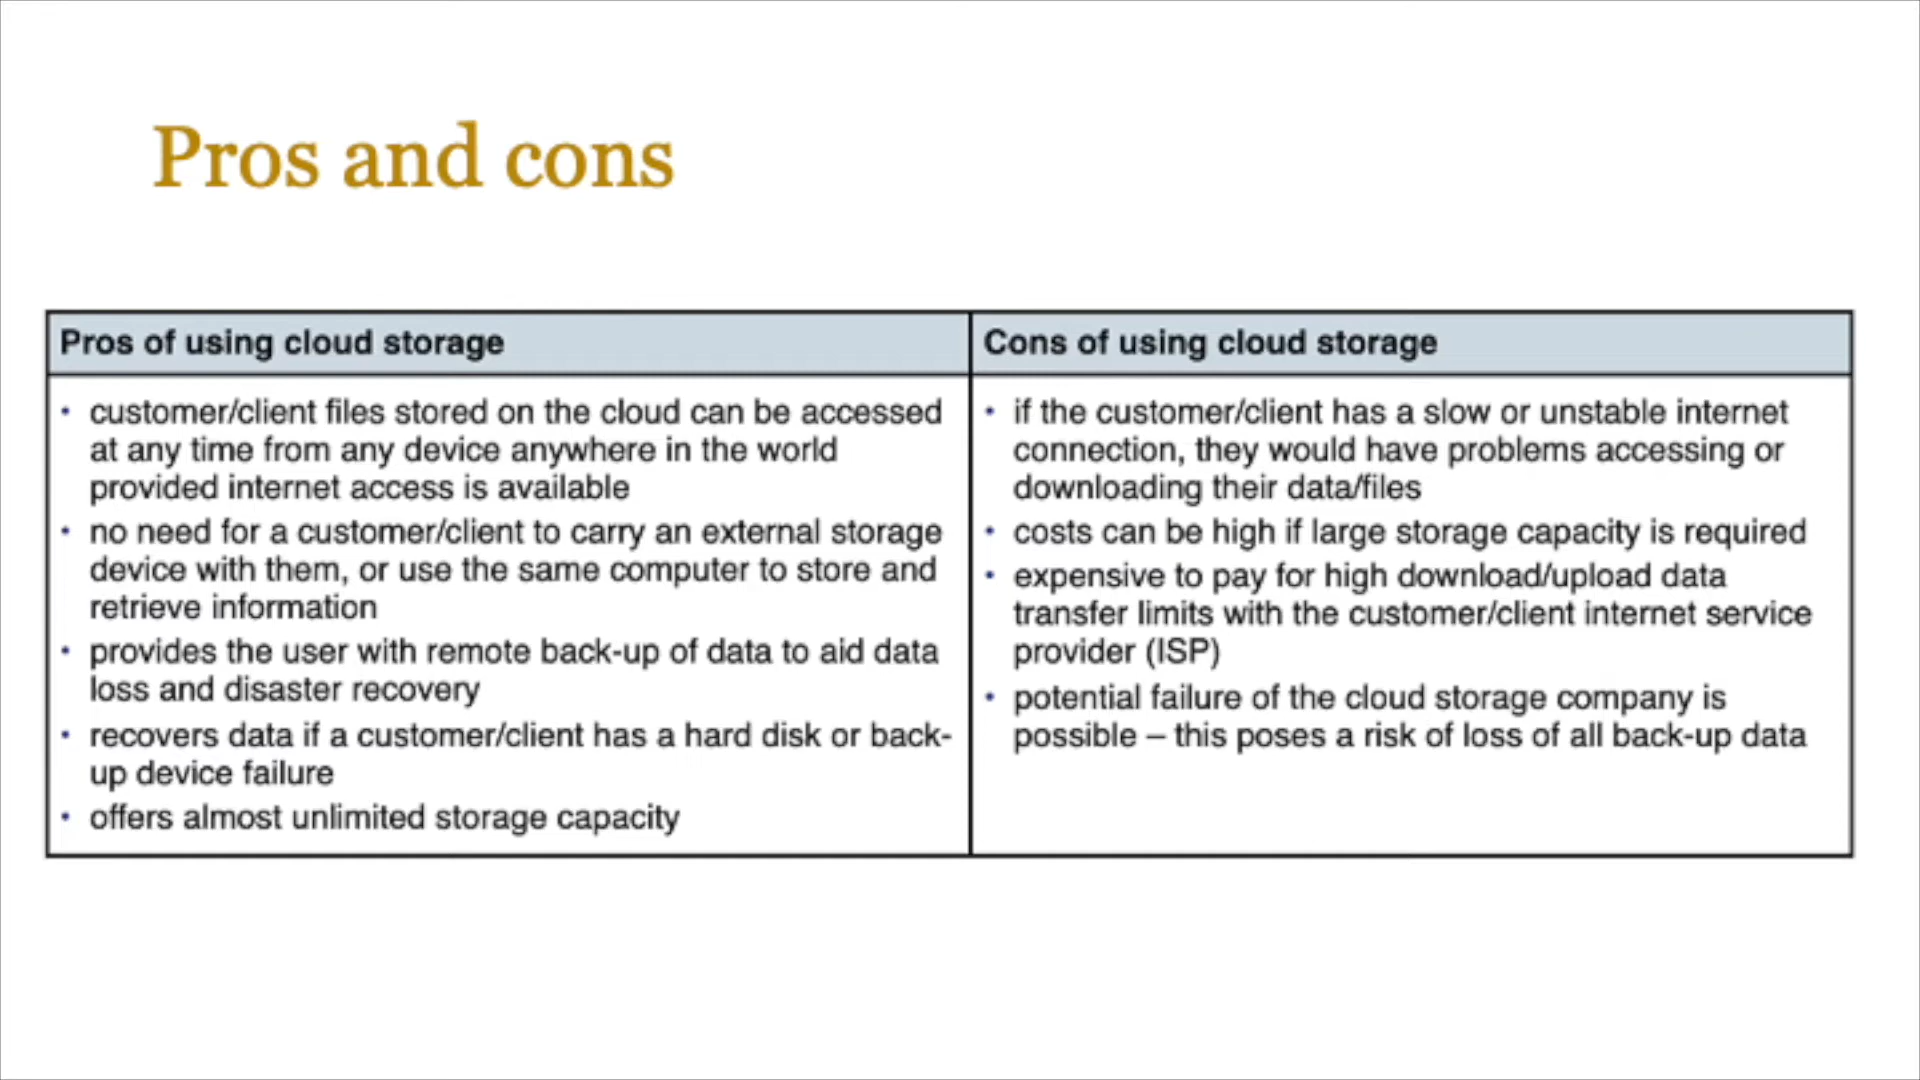 Pros and cons
Pros of using cloud storage
• customer/client files stored on the cloud can be accessed
at any time from any device anywhere in the world
provided internet access is available
• no need for a customer/client to carry an external storage
device with them, or use the same computer to store and
retrieve information
• provides the user with remote back-up of data to aid data
loss and disaster recovery
• recovers data if a customer/client has a hard disk or back-
up device failure
• offers almost unlimited storage capacity
Cons of using cloud storage
• if the customer/client has a slow or unstable internet
connection, they would have problems accessing or
downloading their data/files
• costs can be high if large storage capacity is required
• expensive to pay for high download/upload data
transfer limits with the customer/client internet service
provider (ISP)
• potential failure of the cloud storage company is
possible – this poses a risk of loss of all back-up data